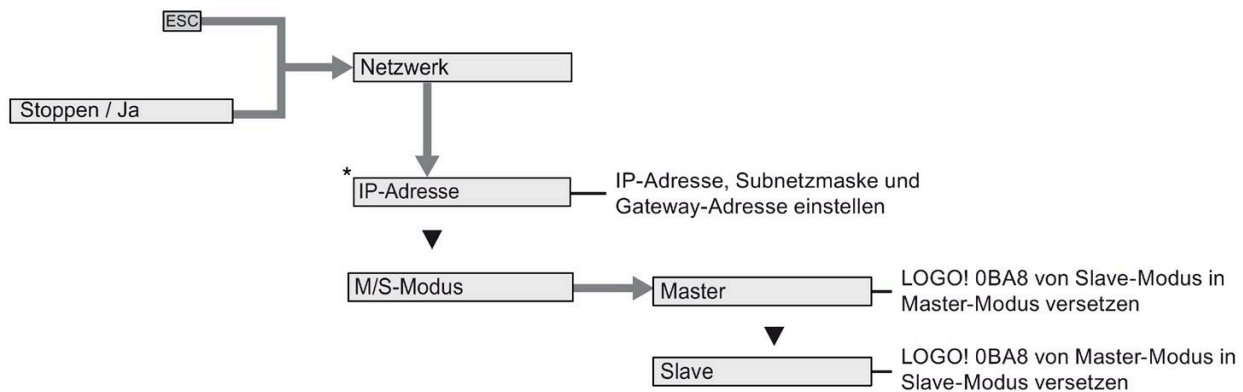 ESC
Netzwerk
Stoppen / Ja
*
IP-Adresse
IP-Adresse, Subnetzmaske und
Gateway-Adresse einstellen
M/S-Modus
Master
LOGO! 0BA8 von Slave-Modus in
Master-Modus versetzen
Slave
LOGO! 0BA8 von Master-Modus in
Slave-Modus versetzen